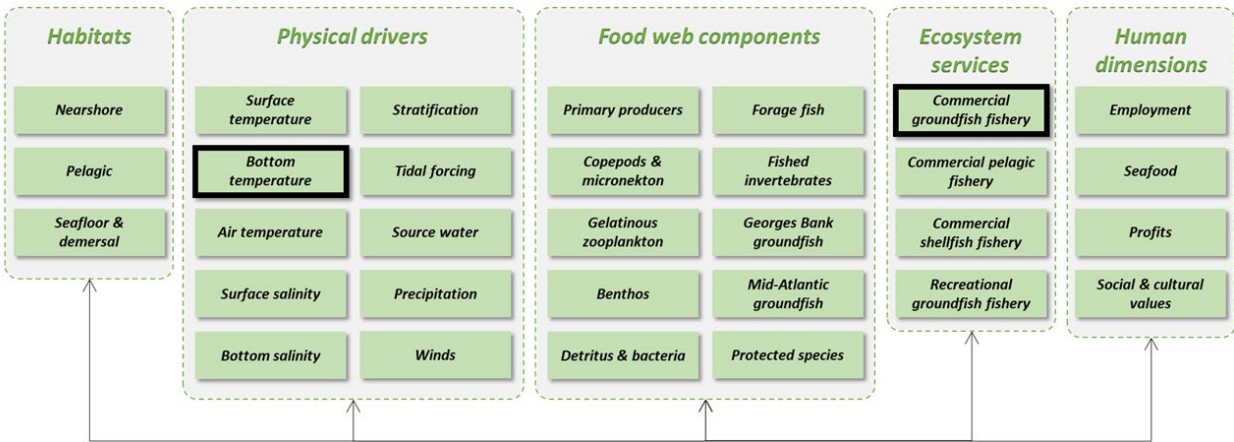 Habitats
Nearshore
Pelagic
Seafloor &
demersal
Physical drivers
Surface
temperature
Bottom
temperature
Air temperature
Surface salinity
Bottom salinity
Stratification
Tidal forcing
Source water
Precipitation
Winds
Food web components
Primary producers
Copepods &
micronekton
Gelatinous
zooplankton
Benthos
Detritus & bacteria
Forage fish
Fished
invertebrates
Georges Bank
groundfish
Mid-Atlantic
groundfish
Protected species
Ecosystem
services
Commercial
groundfish fishery
Commercial pelagic
fishery
Commercial
shellfish fishery
Recreational
groundfish fishery
Human
dimensions
Employment
Seafood
Profits
Social & cultural
values